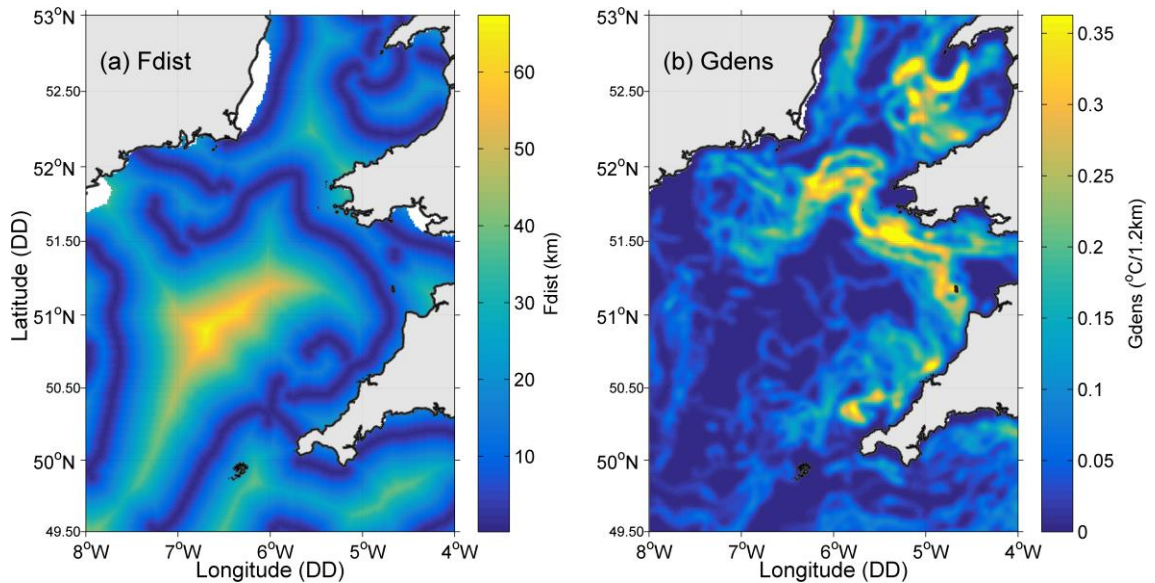 (a) Fdist
53°N
52.50
52°N
51.50
51°N
50.50
50°N
49.50
8°W
7°W
6°W
5°W
4°W
Latitude (DD)
Longitude (DD)
60
50
40
30
20
10
Fdist (km)
(b) Gdens
53°N
52.50
52°N
51.50
51°N
50.50
50°N
49.50
8°W
7°W
6°W
5°W
4°W
Longitude (DD)
0.35
0.3
0.25
0.2
0.15
0.1
0.05
0
Gdens (°C/1.2km)